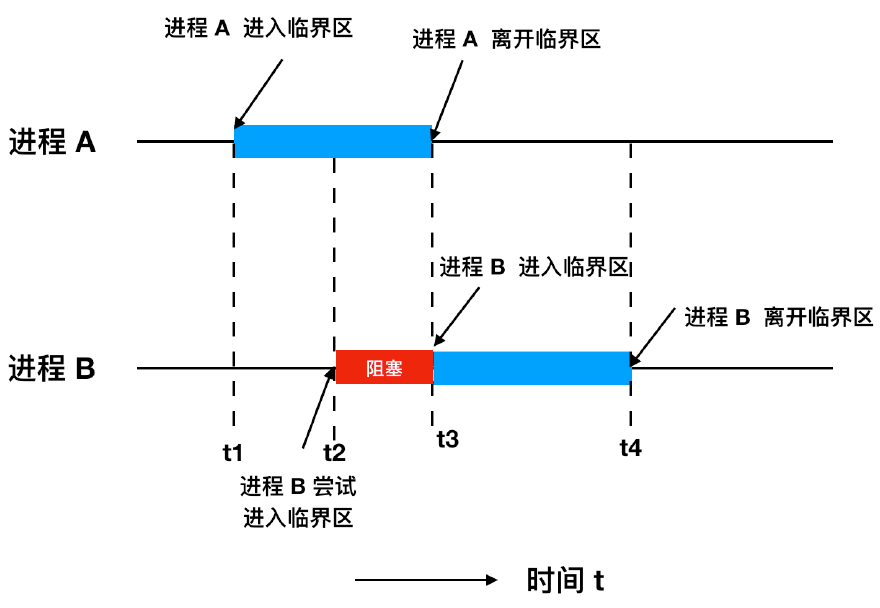 进程 A 进入临界区
进程 A 离开临界区
进程 A
进程 B 进入临界区
进程 B 离开临界区
进程 B
阻塞
t1
t2
t3
t4
进程 B 尝试
进入临界区
时间 t